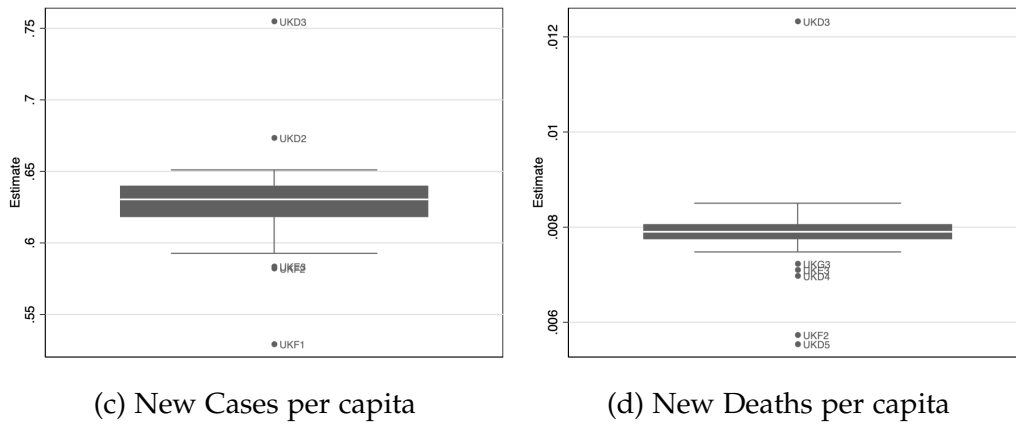 .75
.7
.65
.6
.55
Estimate
UKD3
UKD2
UKF2
UKF1
(c) New Cases per capita
.012
.01
.008
.006
Estimate
UKD3
UKG3
UKD4
UKF2
UKD5
(d) New Deaths per capita